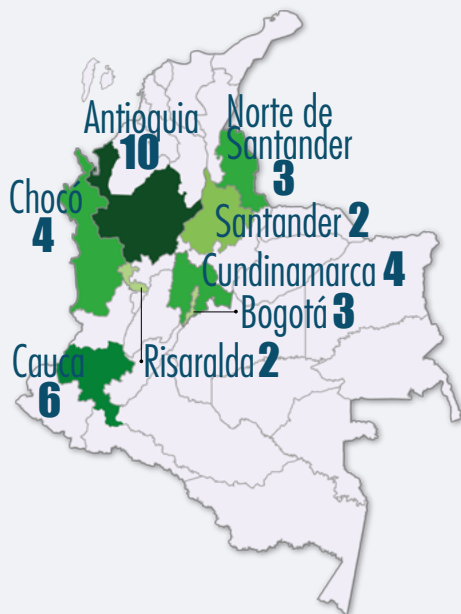 Antioquia
10
Norte de
Santander
3
Chocó
4
Santander 2
Cundinamarca 4
Bogotá 3
Cauca
6
Risaralda 2